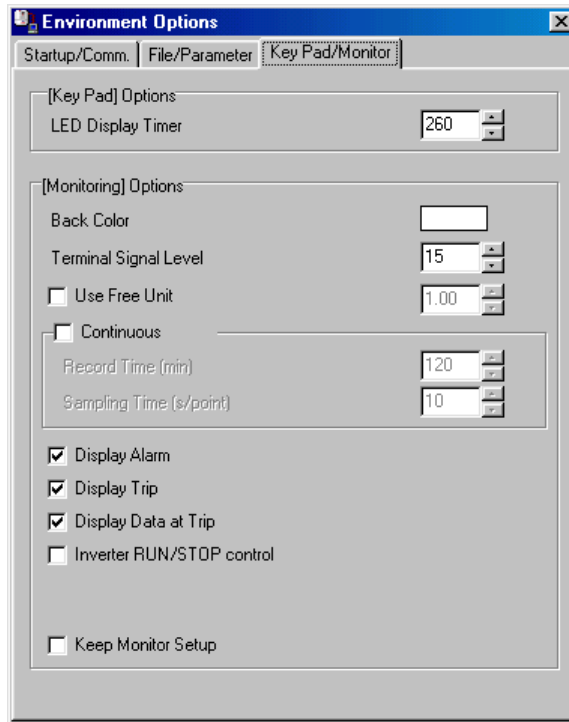 Environment Options
Startup/Comm. File/Parameter Key Pad/Monitor
[Key Pad] Options
LED Display Timer 260
[Monitoring] Options
Back Color
Terminal Signal Level 15
Use Free Unit 1.00
Continuous
Record Time (min) 120
Sampling Time (s/point) 10
Display Alarm
Display Trip
Display Data at Trip
Inverter RUN/STOP control
Keep Monitor Setup